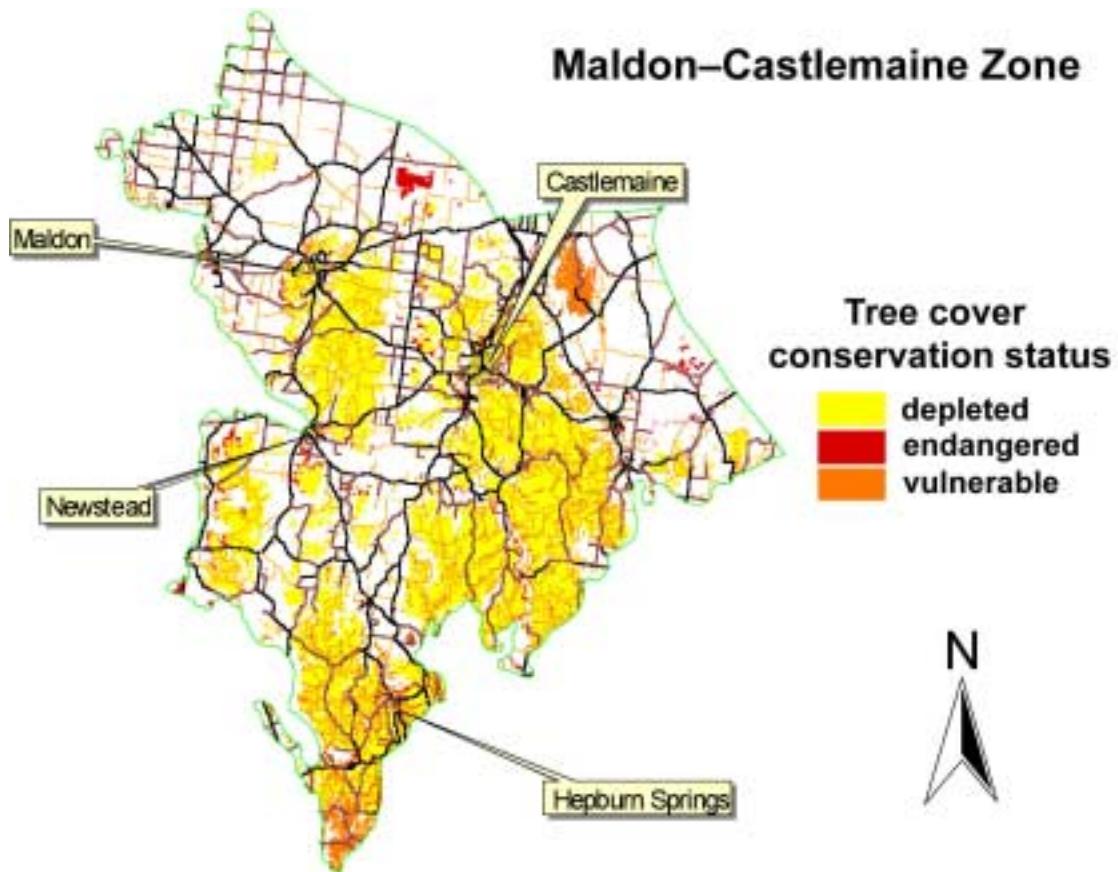 Maldon–Castlemaine Zone
Castlemaine
Maldon
Tree cover
conservation status
depleted
endangered
vulnerable
Newstead
N
Hepburn Springs